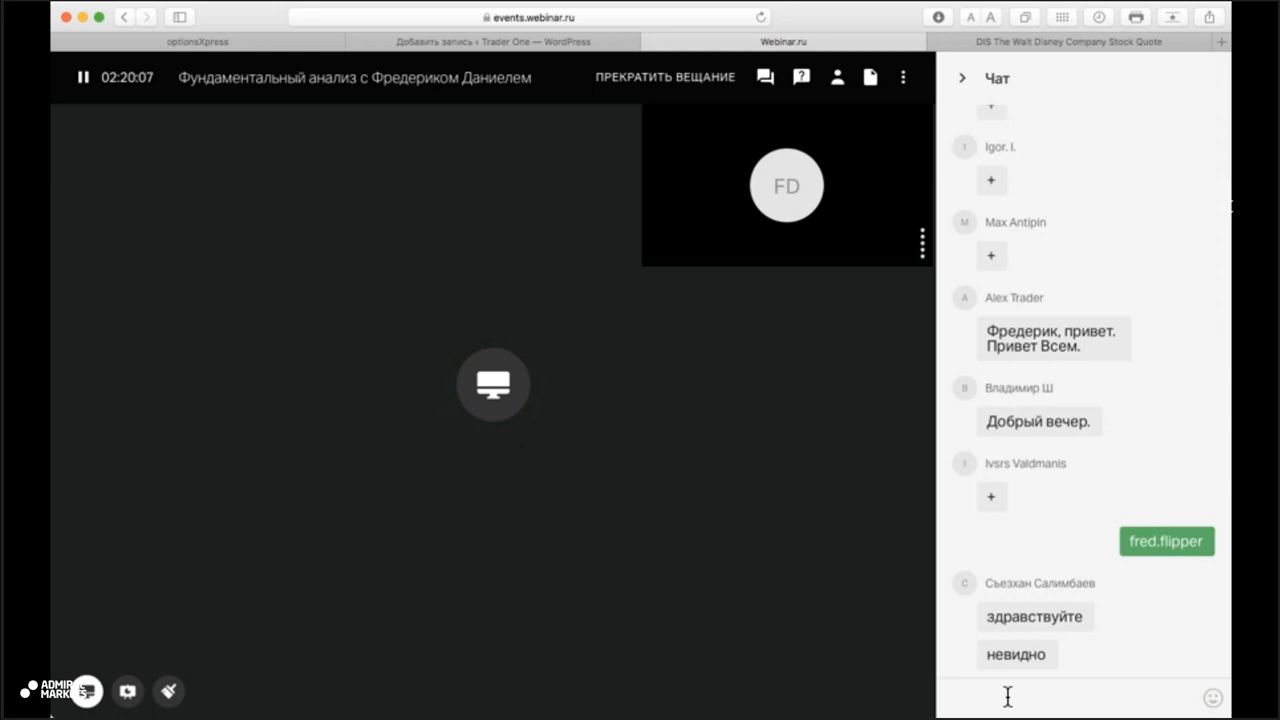 events.webinar.ru
A A
optionsXpress
Добавить запись ‹ Trader One — WordPress
Webinar.ru
DIS The Walt Disney Company Stock Quote
02:20:07
Фундаментальный анализ с Фредериком Даниелем
ПРЕКРАТИТЬ ВЕЩАНИЕ
?
FD
Чат
+
I
Igor. I.
+
M
Max Antipin
+
A
Alex Trader
Фредерик, привет.
Привет Всем.
В
Владимир Ш
Добрый вечер.
I
Ivsrs Valdmanis
+
fred.flipper
С
Съезхан Салимбаев
здравствуйте
невидно
ADMIRAL
MARKETS